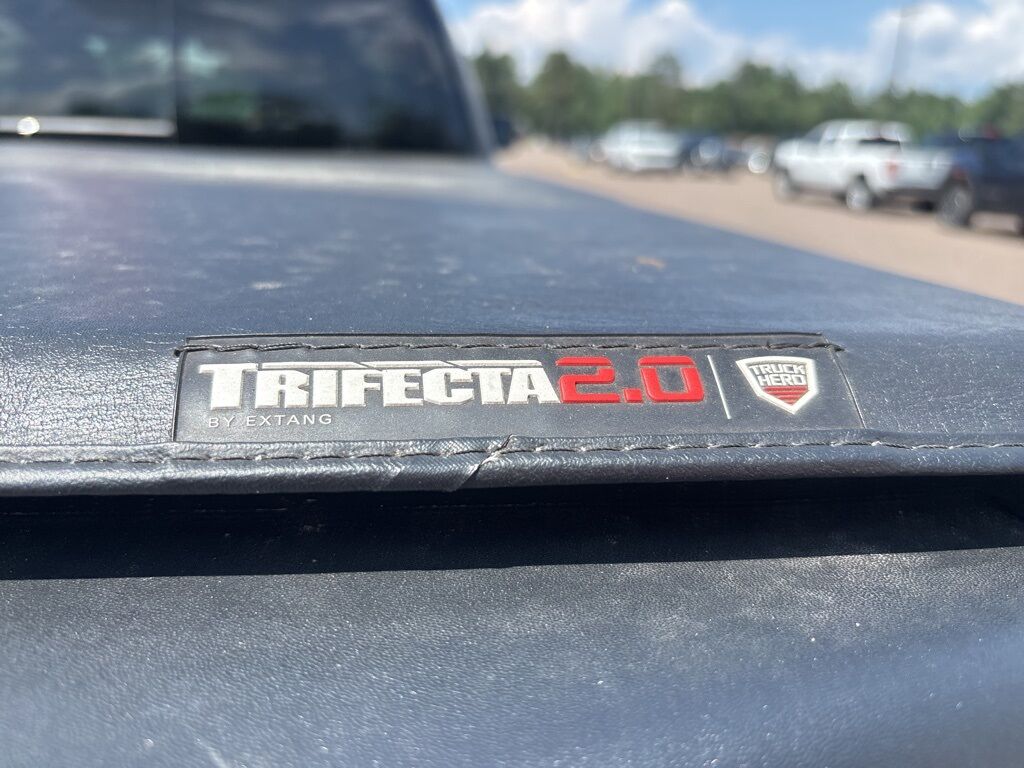 TRIFECTA2.0
BY EXTANG
TRUCK
HERO